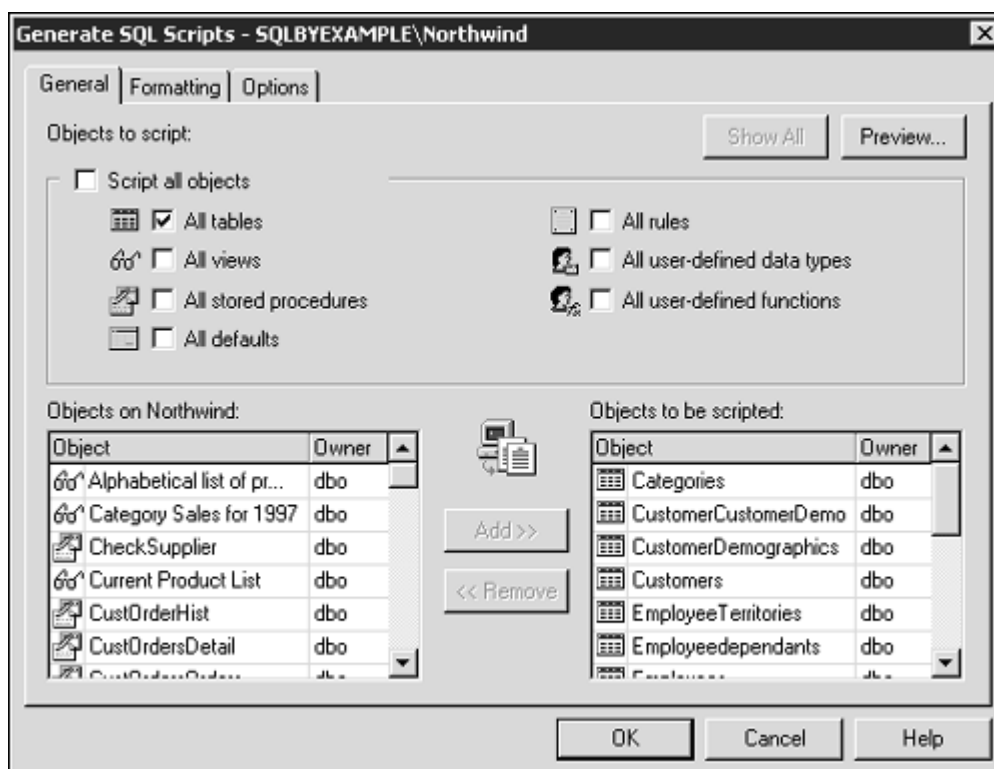 Generate SQL Scripts - SQLBYEXAMPLE\Northwind
General Formatting Options
Objects to script:
Show All Preview...
Script all objects
All tables
All views
All stored procedures
All defaults
All rules
All user-defined data types
All user-defined functions
Objects on Northwind:
Object Owner
Alphabetical list of pr... dbo
Category Sales for 1997 dbo
CheckSupplier dbo
Current Product List dbo
CustOrderHist dbo
CustOrdersDetail dbo
Add >>
<< Remove
Objects to be scripted:
Object Owner
Categories dbo
CustomerCustomerDemo dbo
CustomerDemographics dbo
Customers dbo
EmployeeTerritories dbo
Employeedependants dbo
OK Cancel Help